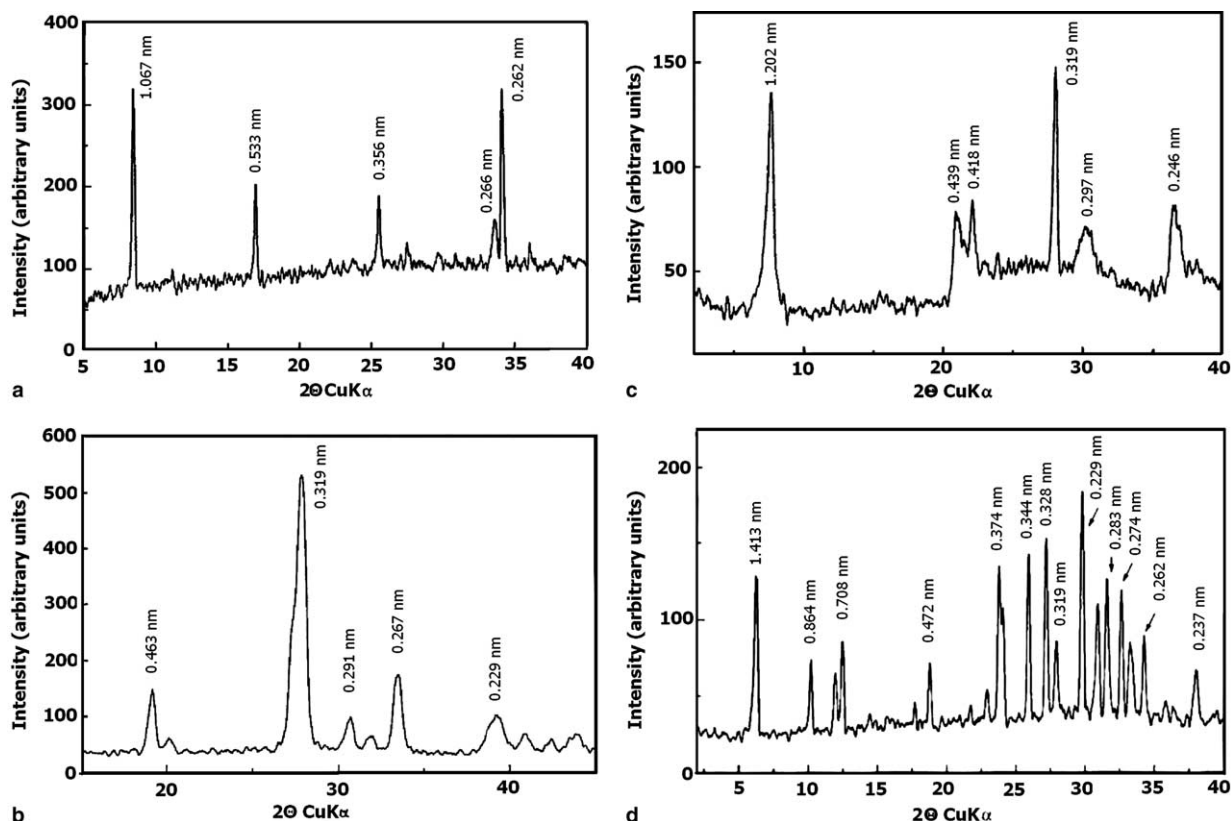 400
300
200
100
0
Intensity (arbitrary units)
1.067 nm
0.533 nm
0.356 nm
0.266 nm
0.262 nm
5 10 15 20 25 30 35 40
2Θ CuKα
a
150
100
50
Intensity (arbitrary units)
1.202 nm
0.439 nm
0.418 nm
0.319 nm
0.297 nm
0.246 nm
10 20 30 40
2Θ CuKα
c
600
500
400
300
200
100
0
Intensity (arbitrary units)
0.463 nm
0.319 nm
0.291 nm
0.267 nm
0.229 nm
20 30 40
2Θ CuKα
b
200
100
0
Intensity (arbitrary units)
1.413 nm
0.864 nm
0.708 nm
0.472 nm
0.374 nm
0.344 nm
0.328 nm
0.319 nm
0.229 nm
0.283 nm
0.274 nm
0.262 nm
0.237 nm
5 10 15 20 25 30 35 40
2Θ CuKα
d